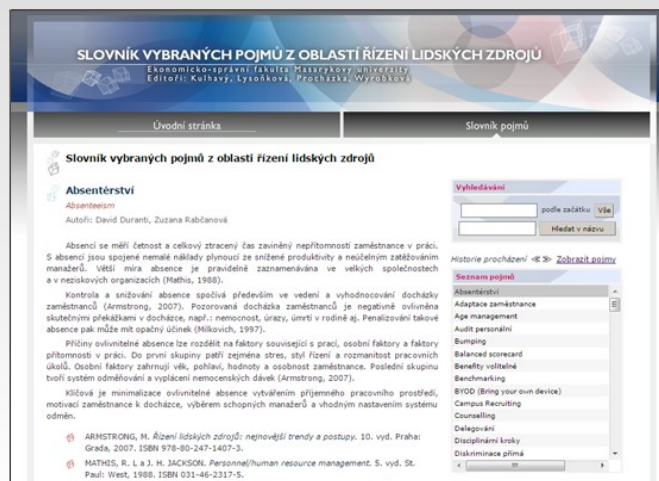 SLOVNÍK VYBRANÝCH POJMŮ Z OBLASTÍ ŘÍZENÍ LIDSKÝCH ZDROJŮ
Ekonomicko-správní fakulta Masarykovy univerzity
Editoři: Kulhavý, Lysoňková, Procházka, Wyrobková
Úvodní stránka
Slovník pojmů
Slovník vybraných pojmů z oblasti řízení lidských zdrojů
Absentérství
Absenteeism
Autoři: David Duranti, Zuzana Rabčanová
Absencí se měří četnost a celkový ztracený čas zaviněný nepřítomností zaměstnance v práci.
S absencí jsou spojené nemalé náklady plynoucí ze snížené produktivity a neúčelným zatěžováním
manažerů. Větší míra absence je pravidelně zaznamenávána ve velkých společnostech
a v neziskových organizacích (Mathis, 1988).
Kontrola a snižování absence spočívá především ve vedení a vyhodnocování docházky
zaměstnanců (Armstrong, 2007). Pozorovaná docházka zaměstnanců je negativně ovlivněna
skutečnými překážkami v docházce, např.: nemocnost, úrazy, úmrtí v rodině aj. Penalizování takové
absence pak může mít opačný účinek (Milkovich, 1997).
Příčiny ovlivnitelné absence lze rozdělit na faktory související s prací, osobní faktory a faktory
přítomnosti v práci. Do první skupiny patří zejména stres, styl řízení a rozmanitost pracovních
úkolů. Osobní faktory zahrnují věk, pohlaví, hodnoty a osobnost zaměstnance. Poslední skupinu
tvoří systém odměňování a vyplácení nemocenských dávek (Armstrong, 2007).
Klíčová je minimalizace ovlivnitelné absence vytvářením příjemného pracovního prostředí,
motivací zaměstnance k docházce, výběrem schopných manažerů a vhodným nastavením systému
odměn.
ARMSTRONG, M. Řízení lidských zdrojů: nejnovější trendy a postupy. 10. vyd. Praha:
Grada, 2007. ISBN 978-80-247-1407-3.
MATHIS, R. L a J. H. JACKSON. Personnel/human resource management. 5. vyd. St.
Paul: West, 1988. ISBN 031-46-2317-5.
Vyhledávání
podle začátku
Vše
Hledat v názvu
Historie procházení ≪ ≫ Zobrazit pojmy
Seznam pojmů
Absentérství
Adaptace zaměstnance
Age management
Audit personální
Bumping
Balanced scorecard
Benefity volitelné
Benchmarking
BYOD (Bring your own device)
Campus Recruiting
Counselling
Delegování
Disciplinární kroky
Diskriminace přímá